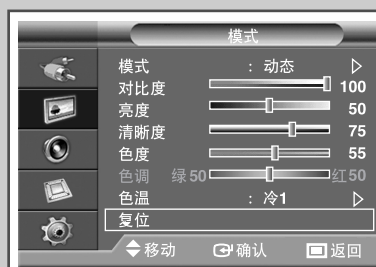 模式
模式 : 动态
对比度 100
亮度 50
清晰度 75
色度 55
色调 绿50 红50
色温 : 冷1
复位
移动 确认 返回